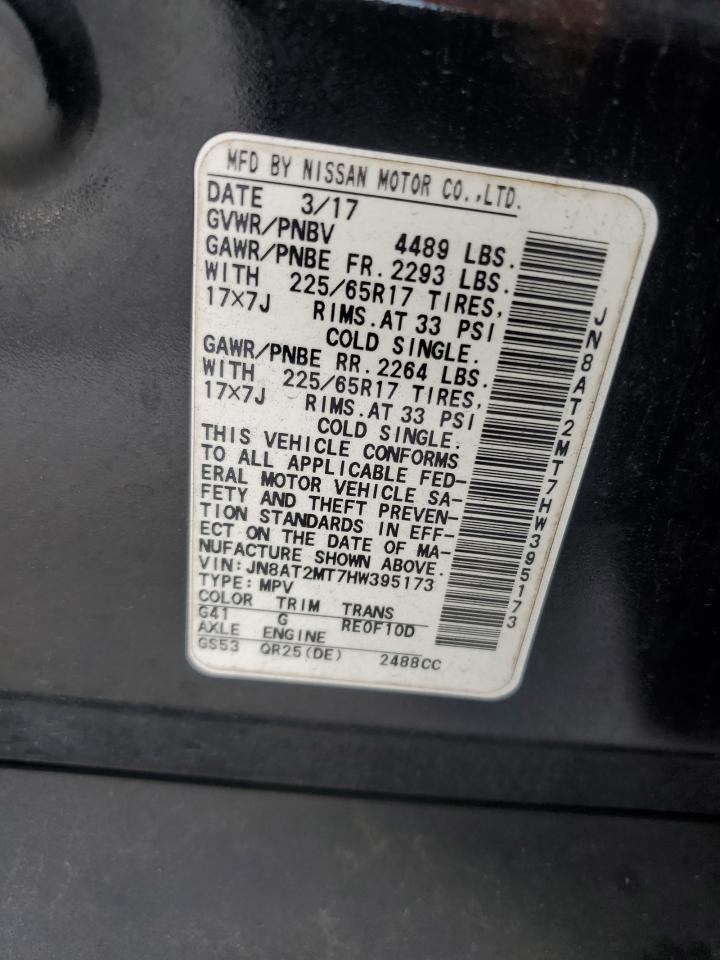 MFD BY NISSAN MOTOR CO.,LTD.
DATE 3/17
GVWR/PNBV 4489 LBS.
GAWR/PNBE FR. 2293 LBS.
WITH 225/65R17 TIRES,
17×7J RIMS.AT 33 PSI
COLD SINGLE.
GAWR/PNBE RR. 2264 LBS.
WITH 225/65R17 TIRES,
17×7J RIMS.AT 33 PSI
COLD SINGLE.
THIS VEHICLE CONFORMS
TO ALL APPLICABLE FED-
ERAL MOTOR VEHICLE SA-
FETY AND THEFT PREVEN-
TION STANDARDS IN EFF-
ECT ON THE DATE OF MA-
NUFACTURE SHOWN ABOVE.
VIN:JN8AT2MT7HW395173
TYPE:MPV
COLOR TRIM TRANS
G41 G RE0F10D
AXLE ENGINE
GS53 QR25(DE) 2488CC
JN8AT2MT7HW395173